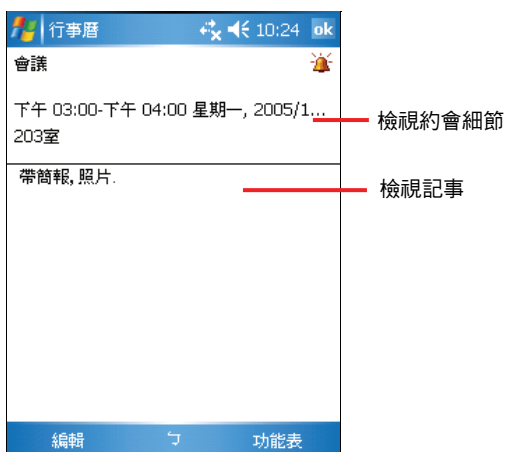 行事曆 10:24 ok
會議
下午 03:00-下午 04:00 星期一, 2005/1...
203室
檢視約會細節
帶簡報, 照片.
檢視記事
編輯 ㄅ 功能表